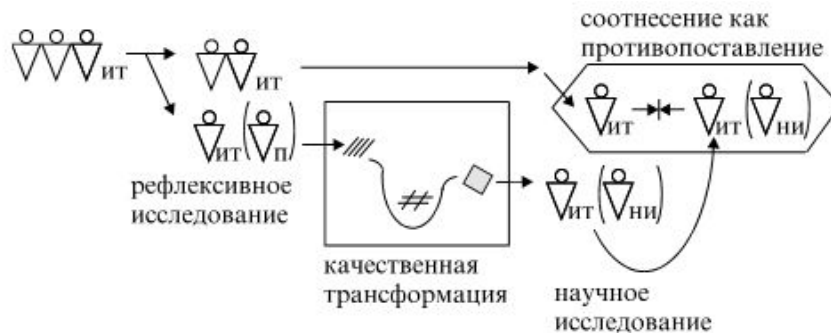 соотнесение как
противопоставление
ит
ит
ит
ит
ни
ит
п
рефлексивное
исследование
ит
ни
качественная
трансформация
научное
исследование